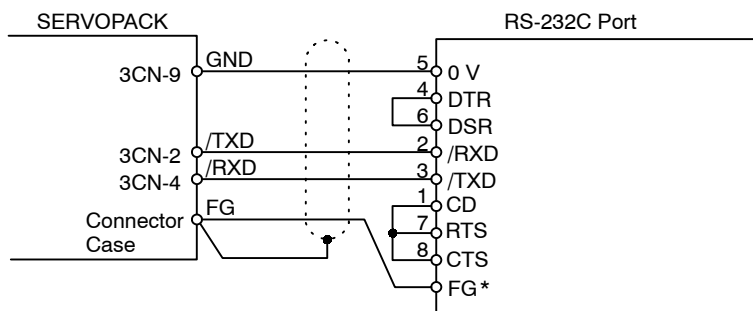 SERVOPACK
RS-232C Port
3CN-9
GND
5
0 V
4
DTR
6
DSR
3CN-2
/TXD
2
/RXD
3CN-4
/RXD
3
/TXD
1
CD
Connector
Case
FG
7
RTS
8
CTS
FG*